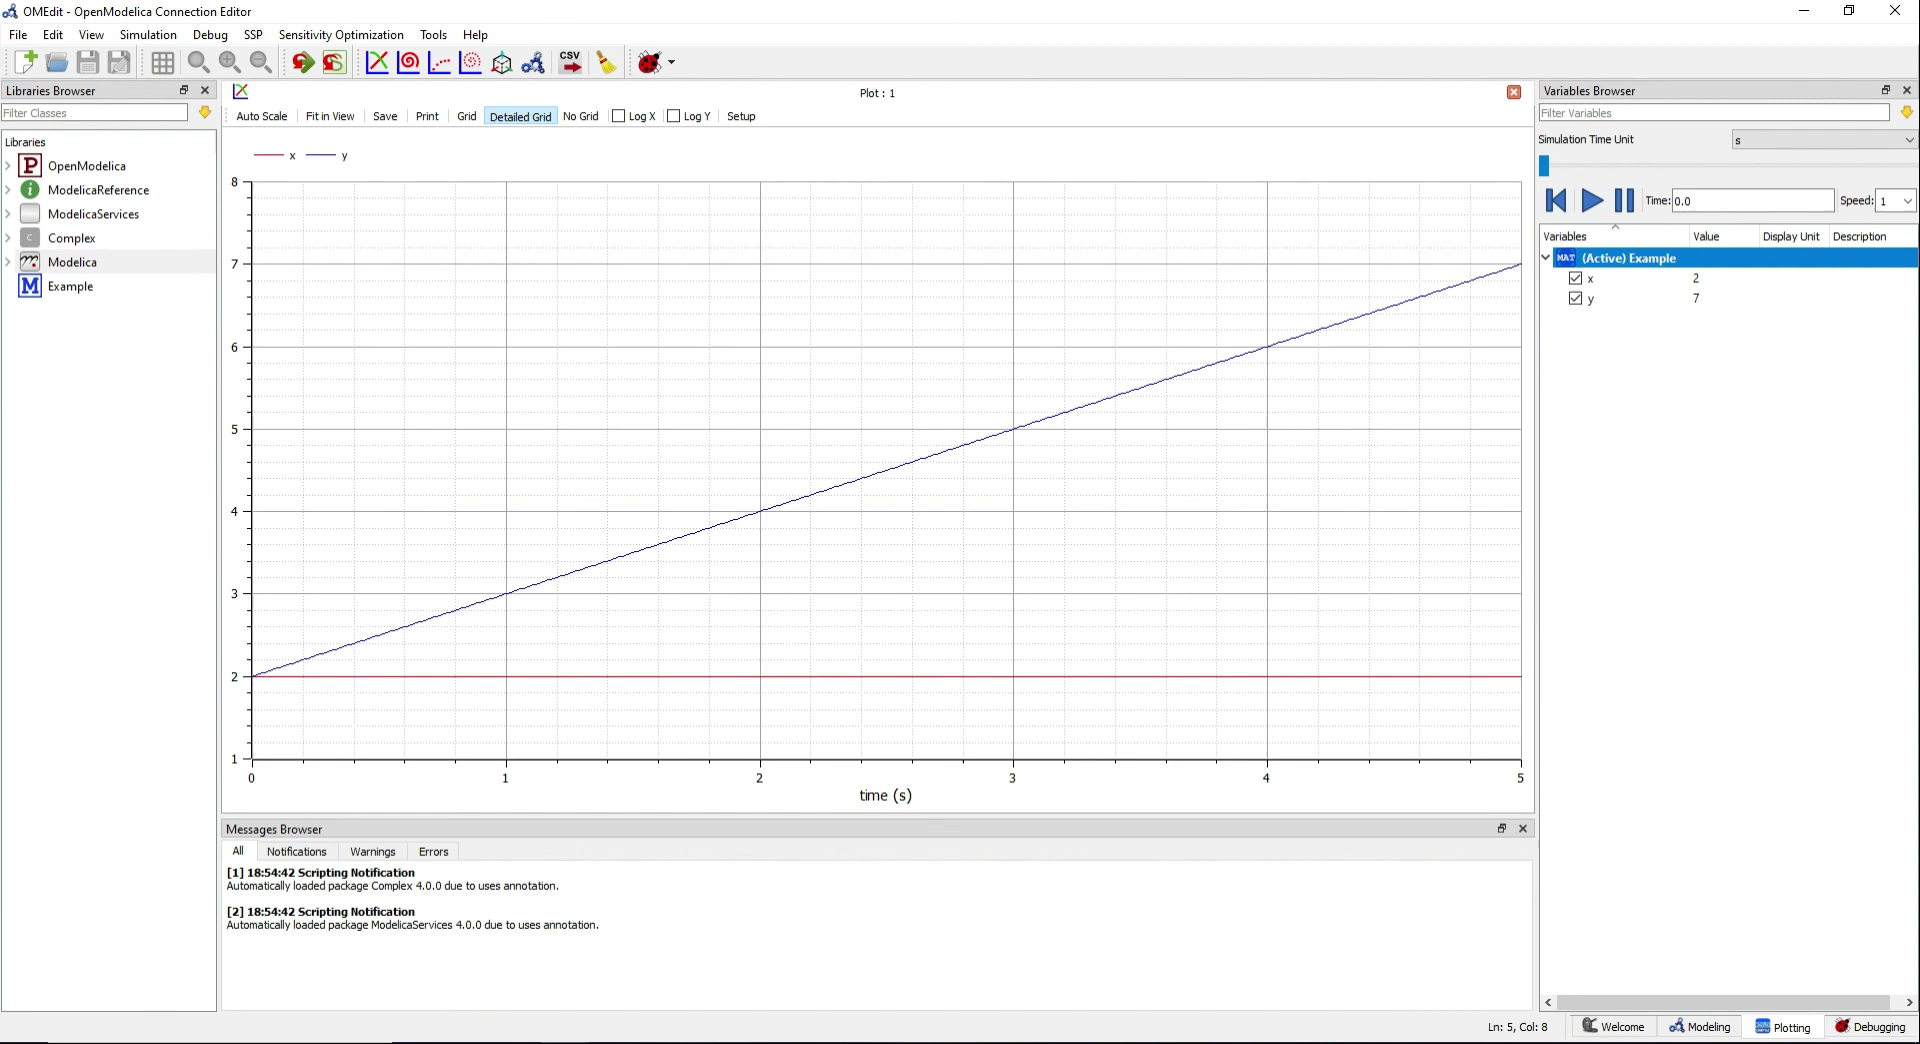 OMEdit - OpenModelica Connection Editor
File Edit View Simulation Debug SSP Sensitivity Optimization Tools Help
CSV
Libraries Browser
Filter Classes
Libraries
P OpenModelica
i ModelicaReference
ModelicaServices
C Complex
Modelica
M Example
Plot : 1
Auto Scale Fit in View Save Print Grid Detailed Grid No Grid Log X Log Y Setup
x y
8
7
6
5
4
3
2
1
0 1 2 3 4 5
time (s)
Messages Browser
All Notifications Warnings Errors
[1] 18:54:42 Scripting Notification
Automatically loaded package Complex 4.0.0 due to uses annotation.
[2] 18:54:42 Scripting Notification
Automatically loaded package ModelicaServices 4.0.0 due to uses annotation.
Variables Browser
Filter Variables
Simulation Time Unit s
Time: 0.0 Speed: 1
Variables Value Display Unit Description
MAT (Active) Example
x 2
y 7
Ln: 5, Col: 8 Welcome Modeling Plotting Debugging